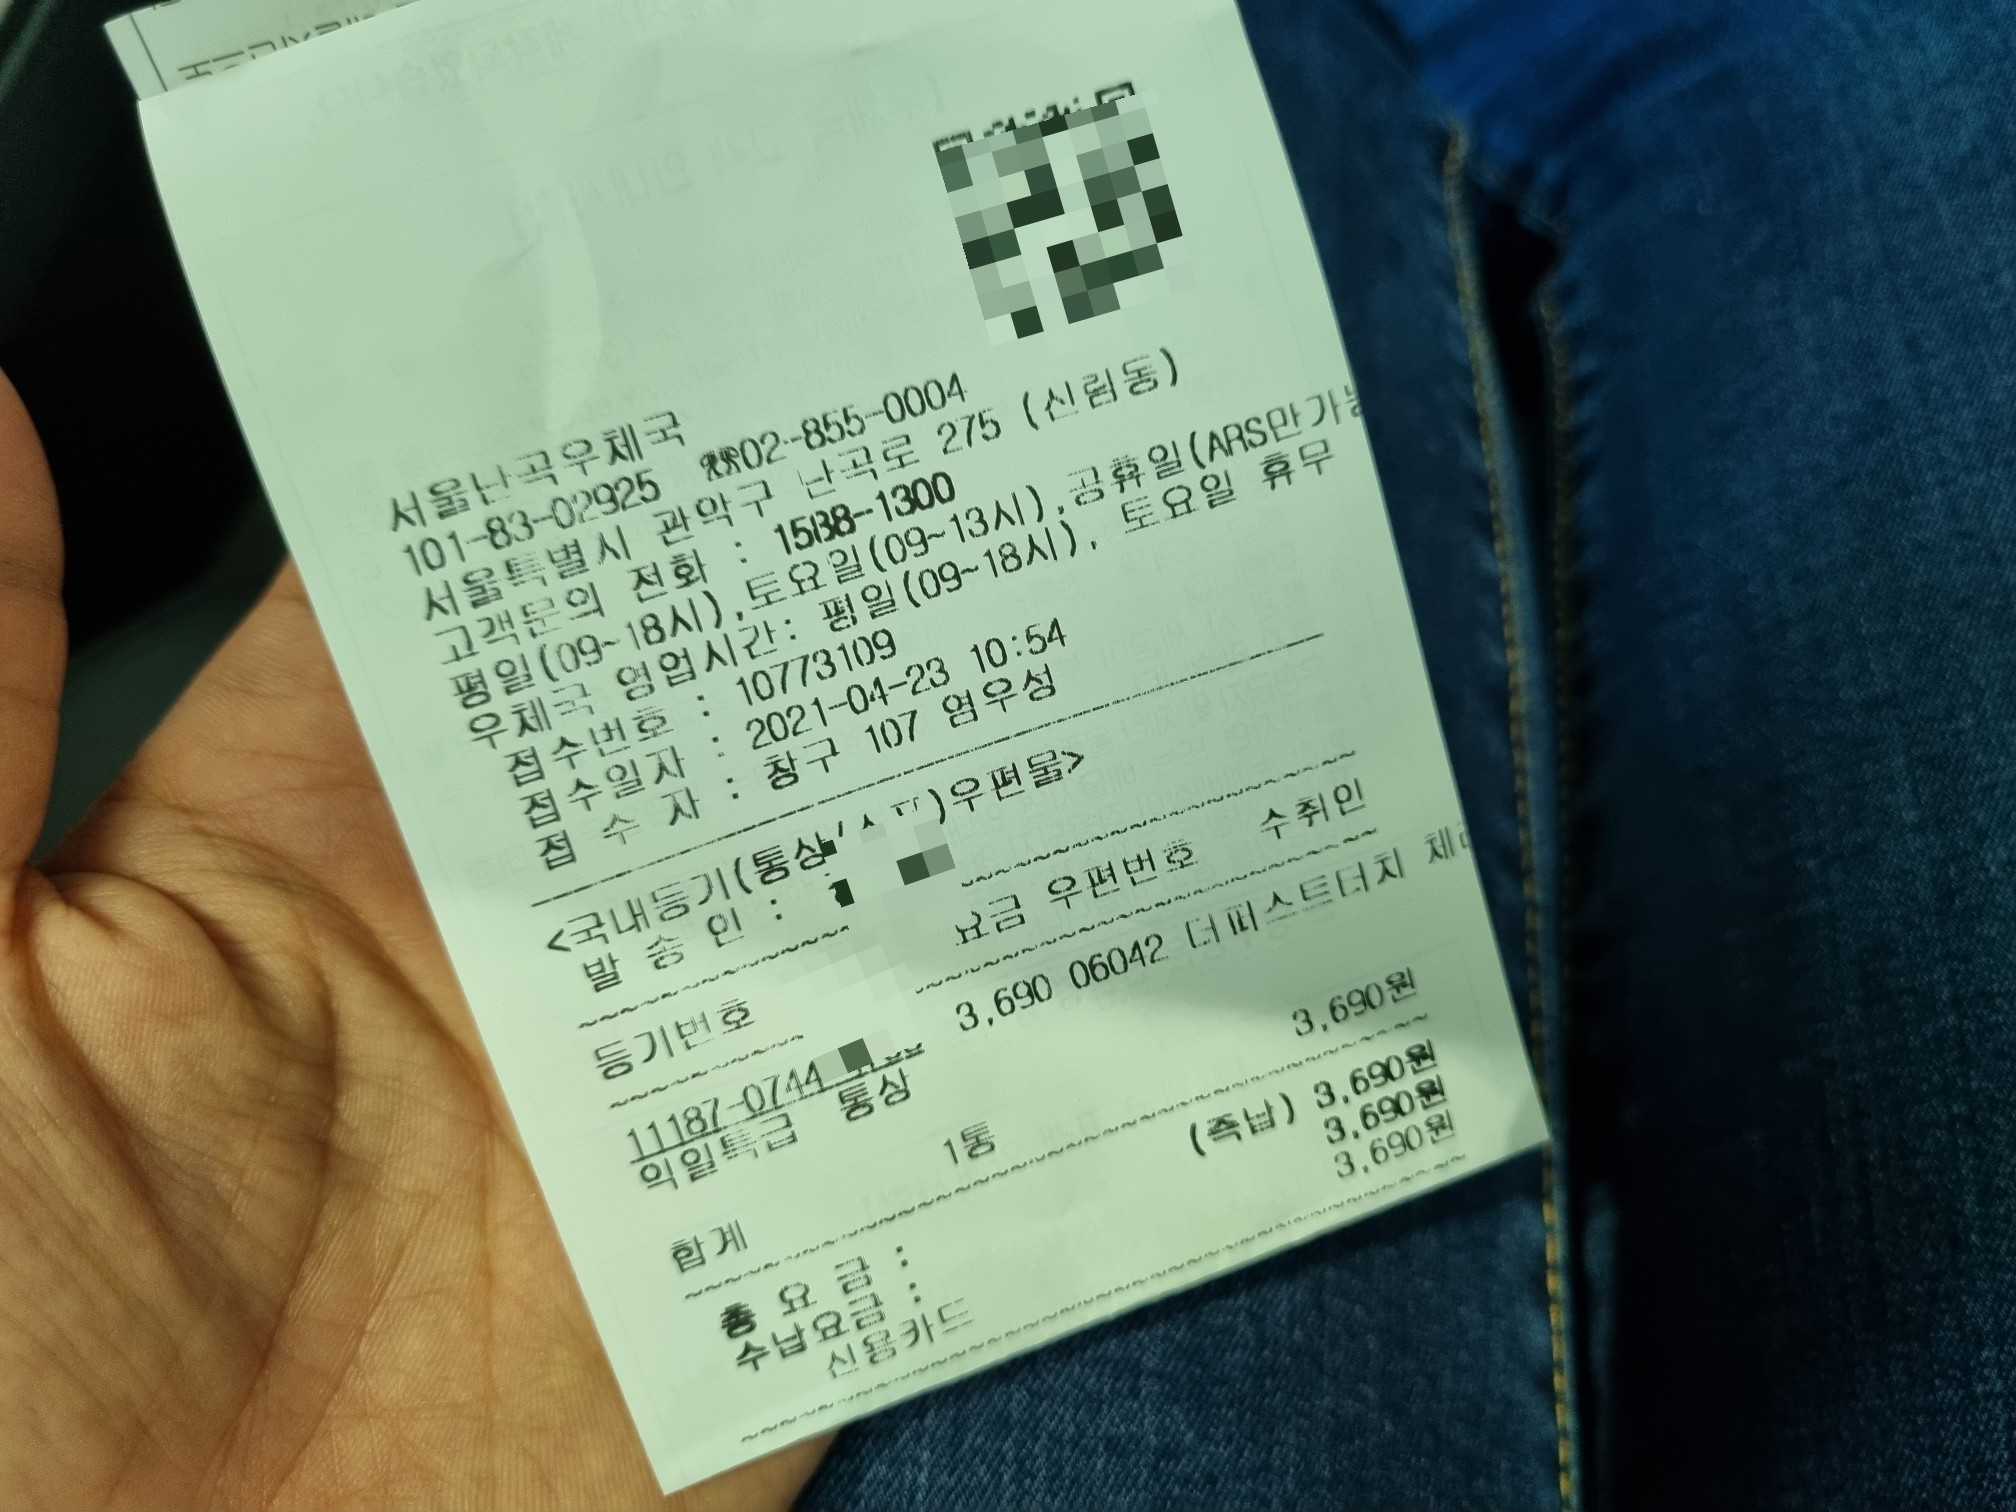 서울난곡우체국
101-83-02925 ☎02-855-0004
서울특별시 관악구 난곡로 275 (신림동)
고객문의 전화 : 1588-1300
평일(09~18시),토요일(09~13시),공휴일(ARS만가능
우체국 영업시간: 평일(09~18시), 토요일 휴무
접수번호 : 10773109
접수일자 : 2021-04-23 10:54
접 수 자 : 창구 107 염우성
<국내등기(통상 )우편물>
발 송 인 :
등기번호 요금 우편번호 수취인
11187-0744 3,690 06042 더퍼스트터치
익일특급 통상
합계 1통 3,690원
총 요 금 : (즉납) 3,690원
수납요금 : 3,690원
신용카드 3,690원